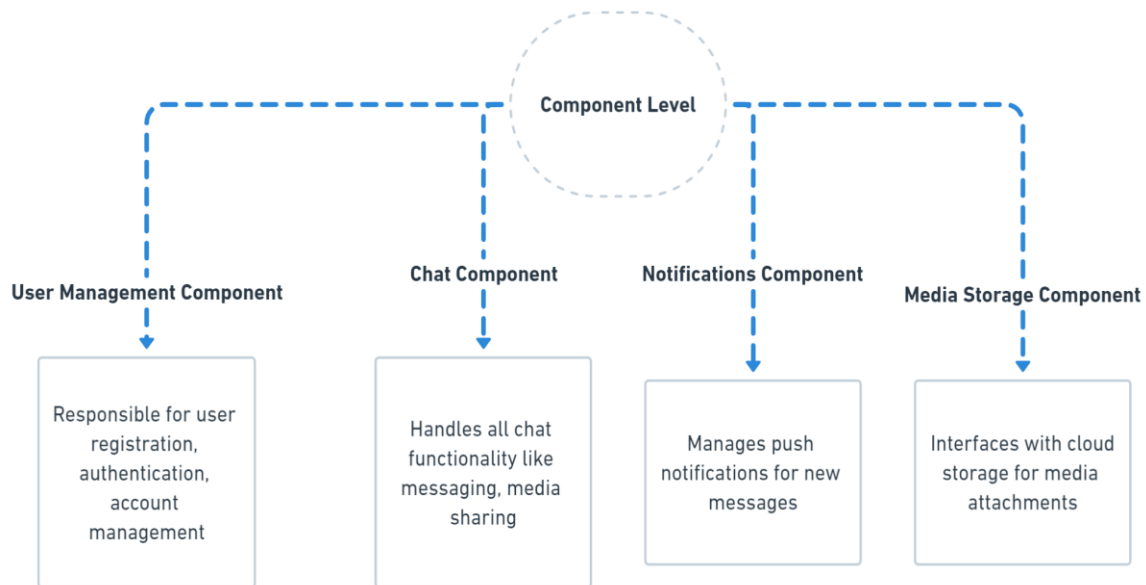 Component Level
User Management Component
Chat Component
Notifications Component
Media Storage Component
Responsible for user
registration,
authentication,
account
management
Handles all chat
functionality like
messaging, media
sharing
Manages push
notifications for new
messages
Interfaces with cloud
storage for media
attachments